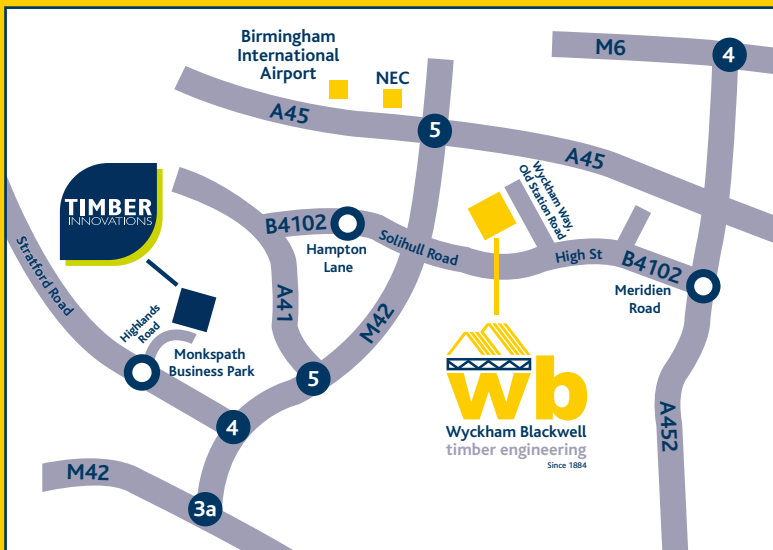 Birmingham
International
Airport
NEC
M6
4
A45
5
A45
TIMBER
INNOVATIONS
Wyckham Way,
Old Station Road
B4102
Hampton
Lane
Solihull Road
High St
B4102
Meridien
Road
Stratford Road
Highlands
Road
Monkspath
Business Park
A41
M42
5
wb
Wyckham Blackwell
timber engineering
Since 1884
A452
4
M42
3a